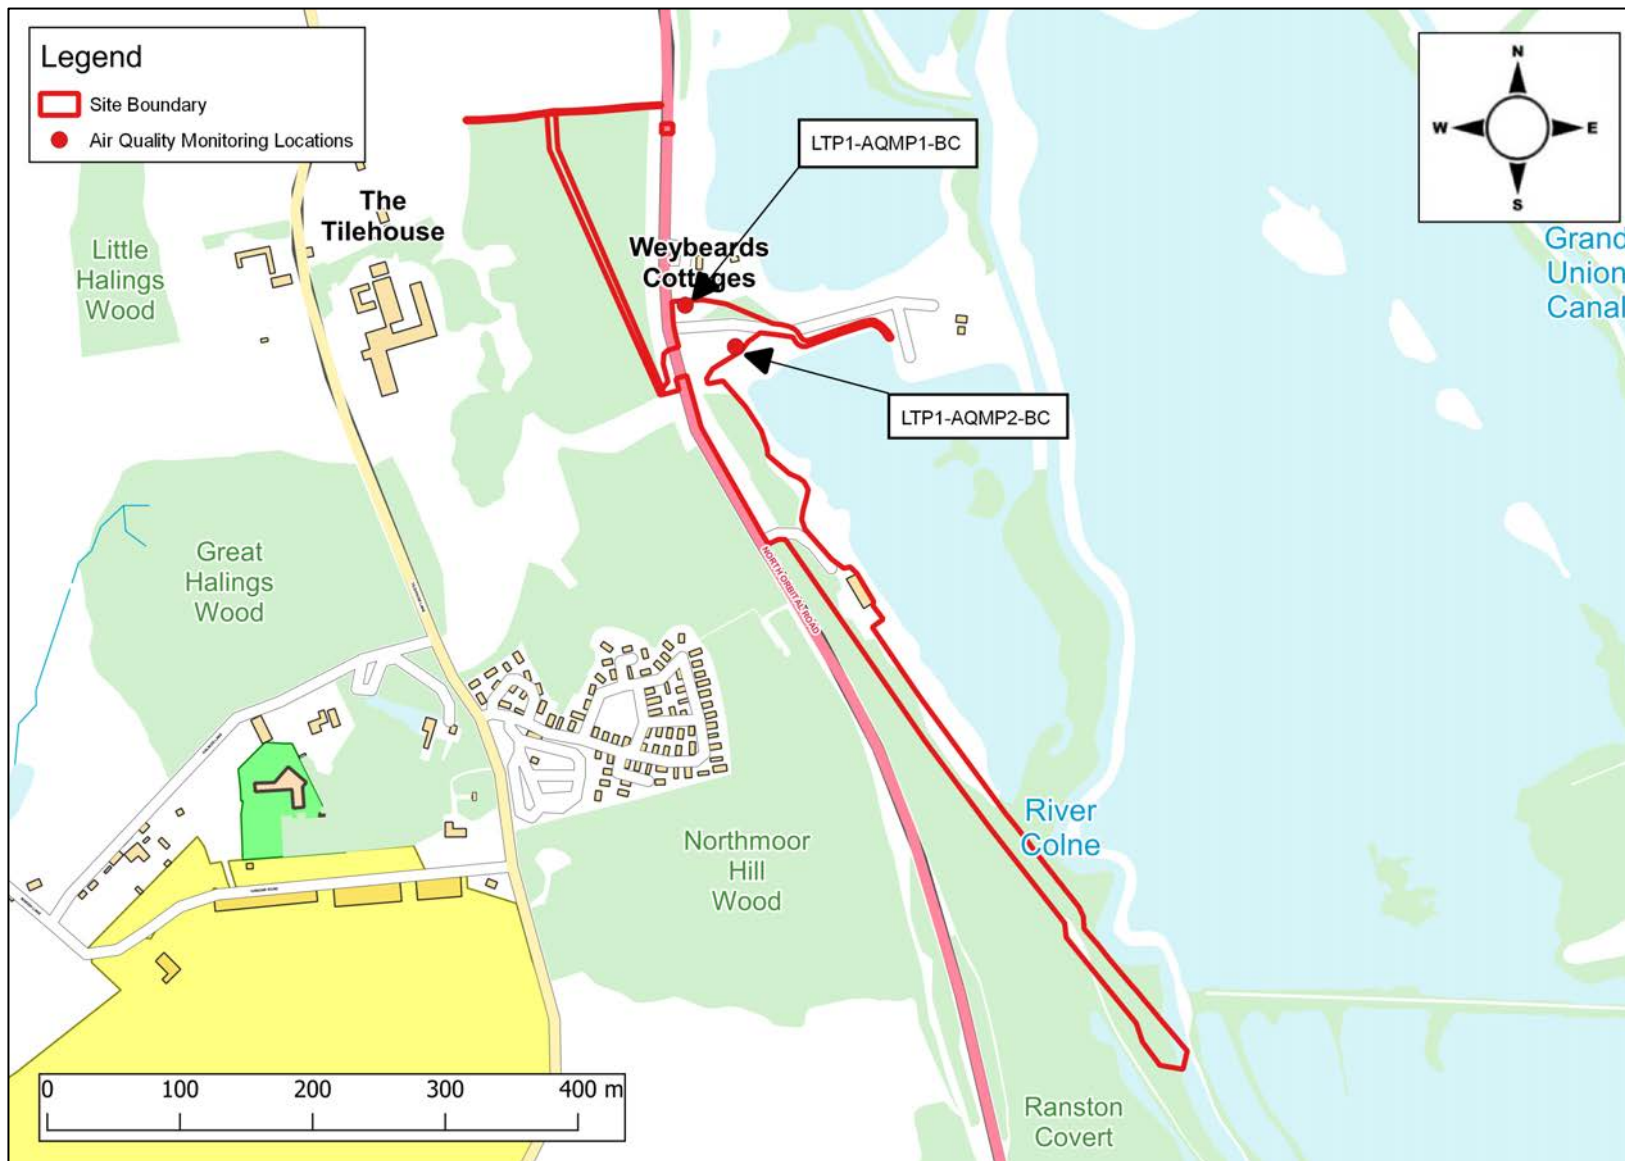 Legend
Site Boundary
Air Quality Monitoring Locations
N
W
E
S
LTP1-AQMP1-BC
The
Tilehouse
Weybeards
Cottages
Little
Halings
Wood
Grand
Union
Canal
LTP1-AQMP2-BC
Great
Halings
Wood
NORTH ORBITAL ROAD
River
Colne
Northmoor
Hill
Wood
Ranston
Covert
0 100 200 300 400 m